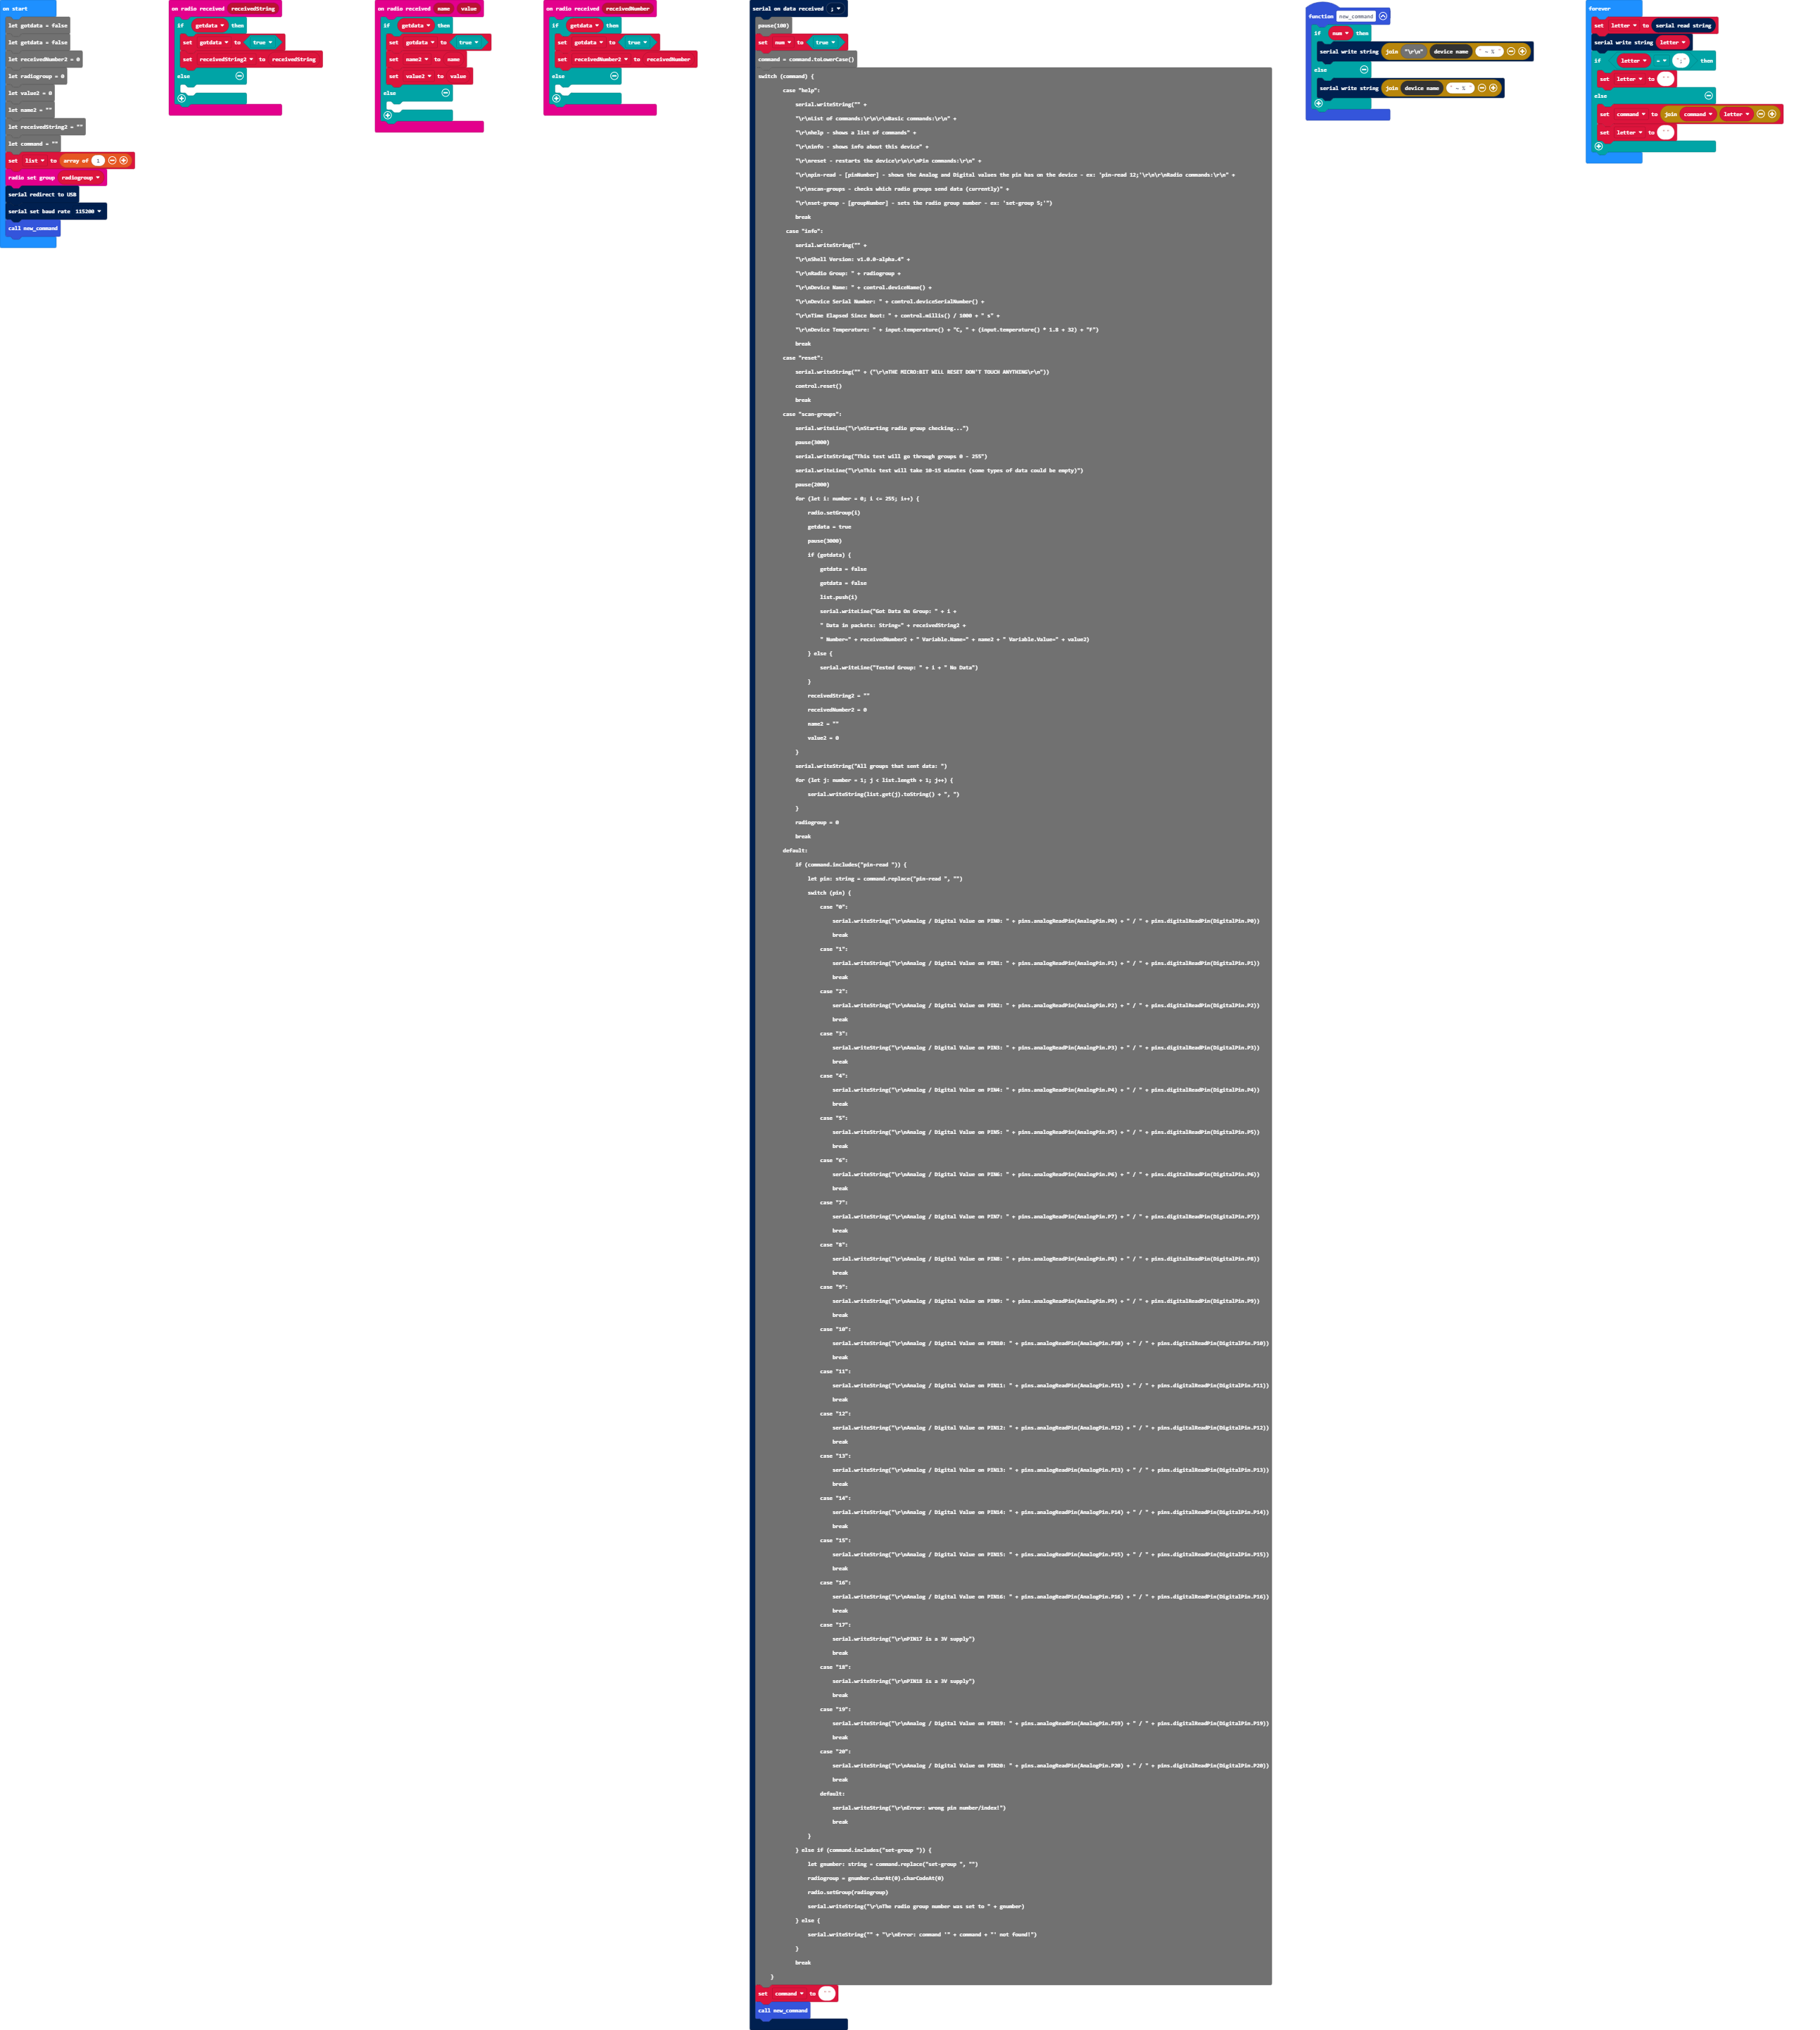 on start
let gotdata = false
let getdata = false
let receivedNumber2 = 0
let radiogroup = 0
let value2 = 0
let name2 = ""
let receivedString2 = ""
let command = ""
set list to array of 1
radio set group radiogroup
serial redirect to USB
serial set baud rate 115200
call new_command
on radio received receivedString
if getdata then
set gotdata to true
set receivedString2 to receivedString
else
on radio received name value
if getdata then
set gotdata to true
set name2 to name
set value2 to value
else
on radio received receivedNumber
if getdata then
set gotdata to true
set receivedNumber2 to receivedNumber
else
serial on data received ;
pause(100)
set num to true
command = command.toLowerCase()
switch (command) {
case "help":
serial.writeString("" +
"\r\nList of commands:\r\n\r\nBasic commands:\r\n" +
"\r\nhelp - shows a list of commands" +
"\r\ninfo - shows info about this device" +
"\r\nreset - restarts the device\r\n\r\nPin commands:\r\n" +
"\r\npin-read - [pinNumber] - shows the Analog and Digital values the pin has on the device - ex: 'pin-read 12;'\r\n\r\nRadio commands:\r\n" +
"\r\nscan-groups - checks which radio groups send data (currently)" +
"\r\nset-group - [groupNumber] - sets the radio group number - ex: 'set-group 5;'")
break
case "info":
serial.writeString("" +
"\r\nShell Version: v1.0.0-alpha.4" +
"\r\nRadio Group: " + radiogroup +
"\r\nDevice Name: " + control.deviceName() +
"\r\nDevice Serial Number: " + control.deviceSerialNumber() +
"\r\nTime Elapsed Since Boot: " + control.millis() / 1000 + " s" +
"\r\nDevice Temperature: " + input.temperature() + "C, " + (input.temperature() * 1.8 + 32) + "F")
break
case "reset":
serial.writeString("" + ("\r\nTHE MICRO:BIT WILL RESET DON'T TOUCH ANYTHING\r\n"))
control.reset()
break
case "scan-groups":
serial.writeLine("\r\nStarting radio group checking...")
pause(3000)
serial.writeString("This test will go through groups 0 - 255")
serial.writeLine("\r\nThis test will take 10-15 minutes (some types of data could be empty)")
pause(2000)
for (let i: number = 0; i <= 255; i++) {
radio.setGroup(i)
getdata = true
pause(3000)
if (gotdata) {
getdata = false
gotdata = false
list.push(i)
serial.writeLine("Got Data On Group: " + i +
" Data in packets: String=" + receivedString2 +
" Number=" + receivedNumber2 + " Variable.Name=" + name2 + " Variable.Value=" + value2)
} else {
serial.writeLine("Tested Group: " + i + " No Data")
}
receivedString2 = ""
receivedNumber2 = 0
name2 = ""
value2 = 0
}
serial.writeString("All groups that sent data: ")
for (let j: number = 1; j < list.length + 1; j++) {
serial.writeString(list.get(j).toString() + ", ")
}
radiogroup = 0
break
default:
if (command.includes("pin-read ")) {
let pin: string = command.replace("pin-read ", "")
switch (pin) {
case "0":
serial.writeString("\r\nAnalog / Digital Value on PIN0: " + pins.analogReadPin(AnalogPin.P0) + " / " + pins.digitalReadPin(DigitalPin.P0))
break
case "1":
serial.writeString("\r\nAnalog / Digital Value on PIN1: " + pins.analogReadPin(AnalogPin.P1) + " / " + pins.digitalReadPin(DigitalPin.P1))
break
case "2":
serial.writeString("\r\nAnalog / Digital Value on PIN2: " + pins.analogReadPin(AnalogPin.P2) + " / " + pins.digitalReadPin(DigitalPin.P2))
break
case "3":
serial.writeString("\r\nAnalog / Digital Value on PIN3: " + pins.analogReadPin(AnalogPin.P3) + " / " + pins.digitalReadPin(DigitalPin.P3))
break
case "4":
serial.writeString("\r\nAnalog / Digital Value on PIN4: " + pins.analogReadPin(AnalogPin.P4) + " / " + pins.digitalReadPin(DigitalPin.P4))
break
case "5":
serial.writeString("\r\nAnalog / Digital Value on PIN5: " + pins.analogReadPin(AnalogPin.P5) + " / " + pins.digitalReadPin(DigitalPin.P5))
break
case "6":
serial.writeString("\r\nAnalog / Digital Value on PIN6: " + pins.analogReadPin(AnalogPin.P6) + " / " + pins.digitalReadPin(DigitalPin.P6))
break
case "7":
serial.writeString("\r\nAnalog / Digital Value on PIN7: " + pins.analogReadPin(AnalogPin.P7) + " / " + pins.digitalReadPin(DigitalPin.P7))
break
case "8":
serial.writeString("\r\nAnalog / Digital Value on PIN8: " + pins.analogReadPin(AnalogPin.P8) + " / " + pins.digitalReadPin(DigitalPin.P8))
break
case "9":
serial.writeString("\r\nAnalog / Digital Value on PIN9: " + pins.analogReadPin(AnalogPin.P9) + " / " + pins.digitalReadPin(DigitalPin.P9))
break
case "10":
serial.writeString("\r\nAnalog / Digital Value on PIN10: " + pins.analogReadPin(AnalogPin.P10) + " / " + pins.digitalReadPin(DigitalPin.P10))
break
case "11":
serial.writeString("\r\nAnalog / Digital Value on PIN11: " + pins.analogReadPin(AnalogPin.P11) + " / " + pins.digitalReadPin(DigitalPin.P11))
break
case "12":
serial.writeString("\r\nAnalog / Digital Value on PIN12: " + pins.analogReadPin(AnalogPin.P12) + " / " + pins.digitalReadPin(DigitalPin.P12))
break
case "13":
serial.writeString("\r\nAnalog / Digital Value on PIN13: " + pins.analogReadPin(AnalogPin.P13) + " / " + pins.digitalReadPin(DigitalPin.P13))
break
case "14":
serial.writeString("\r\nAnalog / Digital Value on PIN14: " + pins.analogReadPin(AnalogPin.P14) + " / " + pins.digitalReadPin(DigitalPin.P14))
break
case "15":
serial.writeString("\r\nAnalog / Digital Value on PIN15: " + pins.analogReadPin(AnalogPin.P15) + " / " + pins.digitalReadPin(DigitalPin.P15))
break
case "16":
serial.writeString("\r\nAnalog / Digital Value on PIN16: " + pins.analogReadPin(AnalogPin.P16) + " / " + pins.digitalReadPin(DigitalPin.P16))
break
case "17":
serial.writeString("\r\nPIN17 is a 3V supply")
break
case "18":
serial.writeString("\r\nPIN18 is a 3V supply")
break
case "19":
serial.writeString("\r\nAnalog / Digital Value on PIN19: " + pins.analogReadPin(AnalogPin.P19) + " / " + pins.digitalReadPin(DigitalPin.P19))
break
case "20":
serial.writeString("\r\nAnalog / Digital Value on PIN20: " + pins.analogReadPin(AnalogPin.P20) + " / " + pins.digitalReadPin(DigitalPin.P20))
break
default:
serial.writeString("\r\nError: wrong pin number/index!")
break
}
} else if (command.includes("set-group ")) {
let gnumber: string = command.replace("set-group ", "")
radiogroup = gnumber.charAt(0).charCodeAt(0)
radio.setGroup(radiogroup)
serial.writeString("\r\nThe radio group number was set to " + gnumber)
} else {
serial.writeString("" + "\r\nError: command '" + command + "' not found!")
}
break
}
set command to " "
call new_command
function new_command
if num then
serial write string join "\r\n" device name " ~ % "
else
serial write string join device name " ~ % "
forever
set letter to serial read string
serial write string letter
if letter = ";" then
set letter to " "
else
set command to join command letter
set letter to " "